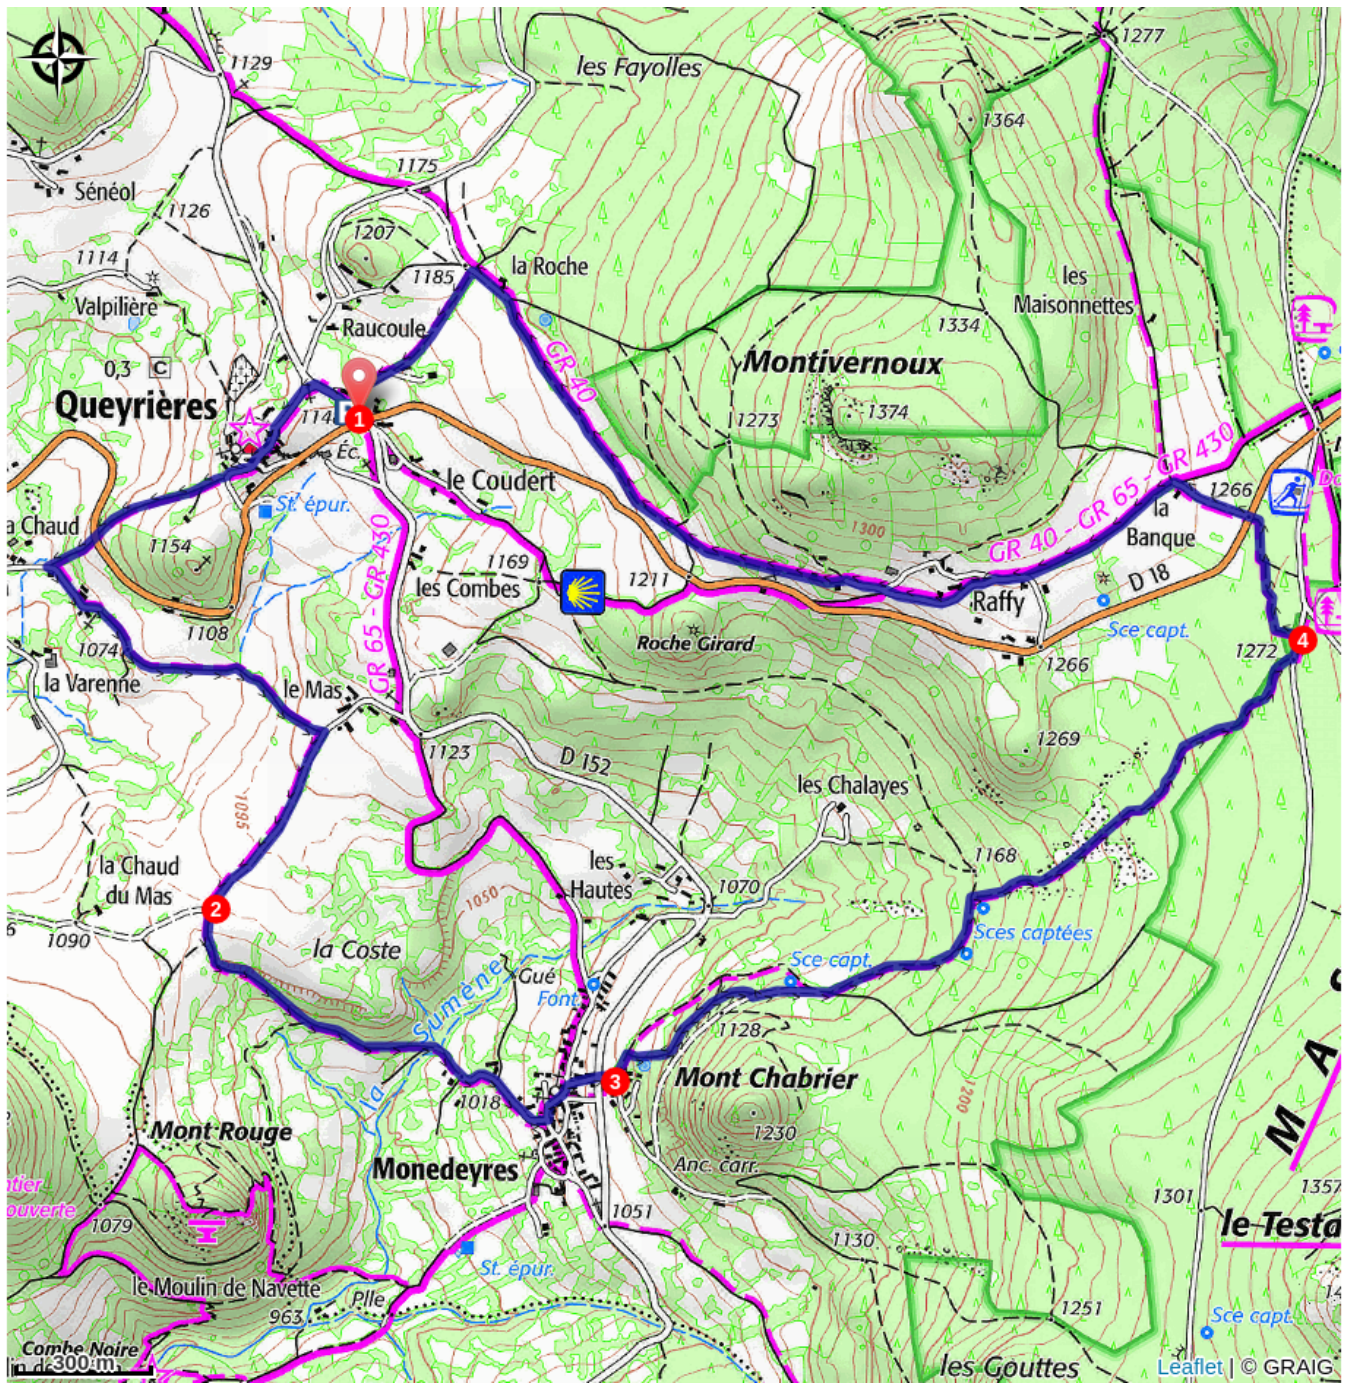 1277
les Fayolles
1129
1364
1175
Sénéol
1126
1207
1114
la Roche
1185
les
Maisonnettes
Valpilière
Raucoule
1334
GR 40
0,3 C
Montivernoux
Queyrières
1374
114
P
1
1273
Éc.
le Coudert
GR 40 - GR 65 - GR 430
1266
St. épur.
la
Banque
a Chaud
1300
1154
GR 65 - GR 430
1169
les Combes
1211
D 18
Raffy
1108
Sce capt.
Roche Girard
4
1074
1272
1266
la Varenne
le Mas
1123
1269
D 152
les Chalayes
1095
la Chaud
du Mas
les
Hautes
1168
1070
1050
2
6
1090
la Coste
Sces captées
Gué
Sce capt.
Font.
la Sumène
1128
3
Mont Chabrier
1018
1200
1230
Mont Rouge
M A S
Monedeyres
Anc. carr.
ntier
ouverte
1079
1051
1301
1357
1130
le Testa
St. épur.
le Moulin de Navette
Plle
963
1251
Sce capt.
Combe Noire
300 m
les Gouttes
Leaflet | © GRAIG